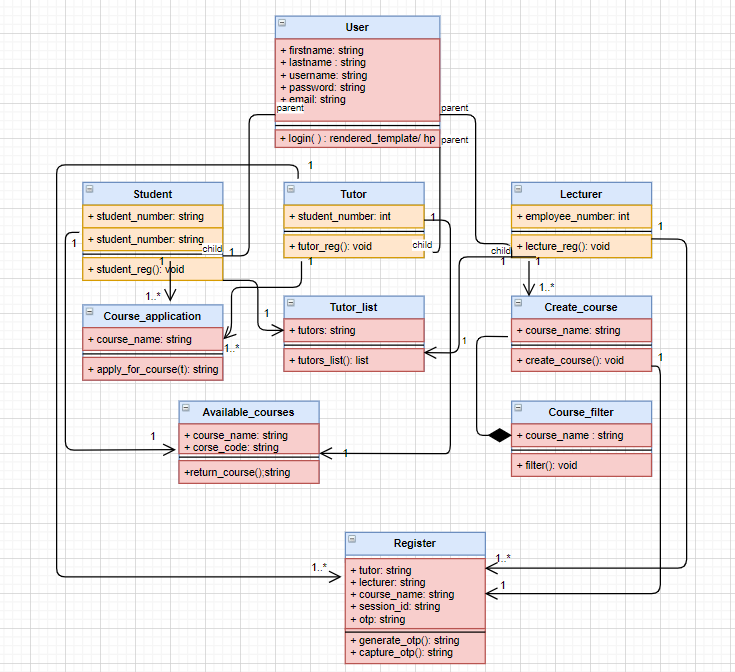 User
+ firstname: string
+ lastname : string
+ username: string
+ password: string
+ email: string
parent
parent
+ login( ) : rendered_template/ hp
parent
1
Student
+ student_number: string
+ student_number: string
child
+ student_reg(): void
1
1
1
Tutor
+ student_number: int
+ tutor_reg(): void
child
1
1
Lecturer
+ employee_number: int
+ lecture_reg(): void
child
1
1
1
1..*
Course_application
+ course_name: string
+ apply_for_course(t): string
1..*
1
Tutor_list
+ tutors: string
+ tutors_list(): list
1
1..*
Create_course
+ course_name: string
+ create_course(): void
1
Available_courses
+ course_name: string
+ corse_code: string
+return_course();string
1
1
Course_filter
+ course_name : string
+ filter(): void
Register
+ tutor: string
+ lecturer: string
+ course_name: string
+ session_id: string
+ otp: string
+ generate_otp(): string
+ capture_otp(): string
1..*
1..*
1